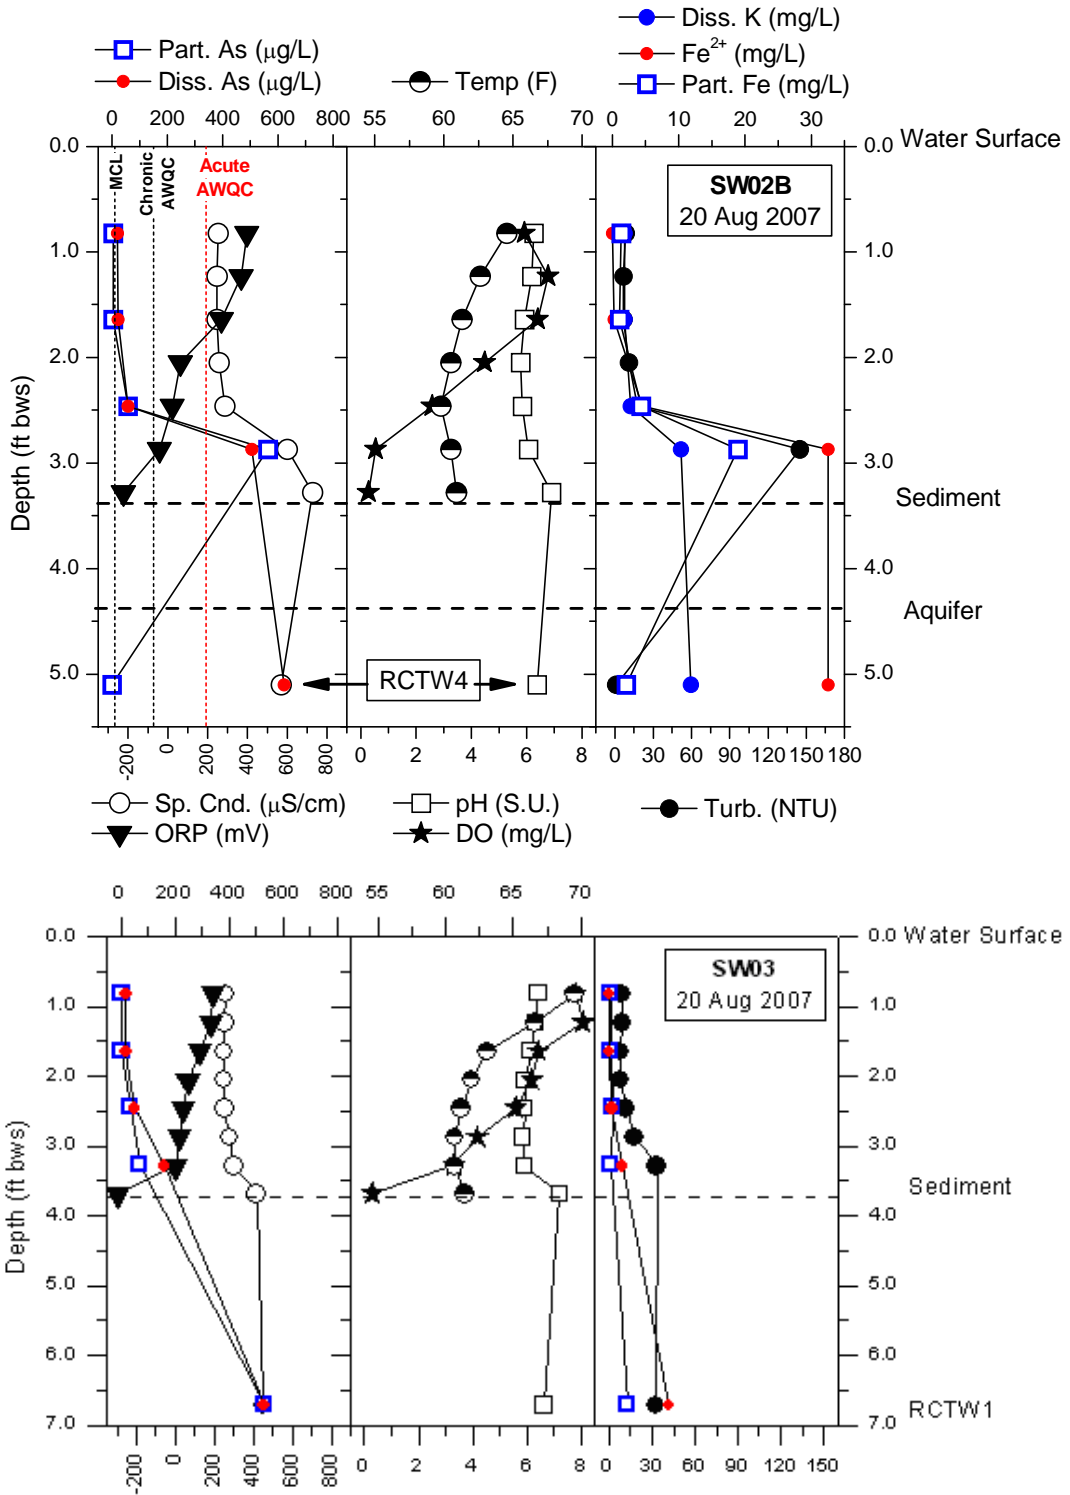 Diss. K (mg/L)
Part. As (μg/L)
Fe2+ (mg/L)
Diss. As (μg/L)
Temp (F)
Part. Fe (mg/L)
0 200 400 600 800
55 60 65 70
0 10 20 30
0.0
0.0
Water Surface
MCL
Chronic
AWQC
Acute
AWQC
SW02B
20 Aug 2007
1.0
1.0
2.0
2.0
Depth (ft bws)
3.0
3.0
Sediment
4.0
4.0
Aquifer
5.0
RCTW4
5.0
-200 0 200 400 600 800
0 2 4 6 8
0 30 60 90 120 150 180
Sp. Cnd. (μS/cm)
pH (S.U.)
Turb. (NTU)
ORP (mV)
DO (mg/L)
0 200 400 600 800
55 60 65 70
0.0
0.0
Water Surface
SW03
20 Aug 2007
1.0
1.0
2.0
2.0
3.0
3.0
Depth (ft bws)
Sediment
4.0
4.0
5.0
5.0
6.0
6.0
7.0
7.0
RCTW1
-200 0 200 400 600 800
0 2 4 6 8
0 30 60 90 120 150